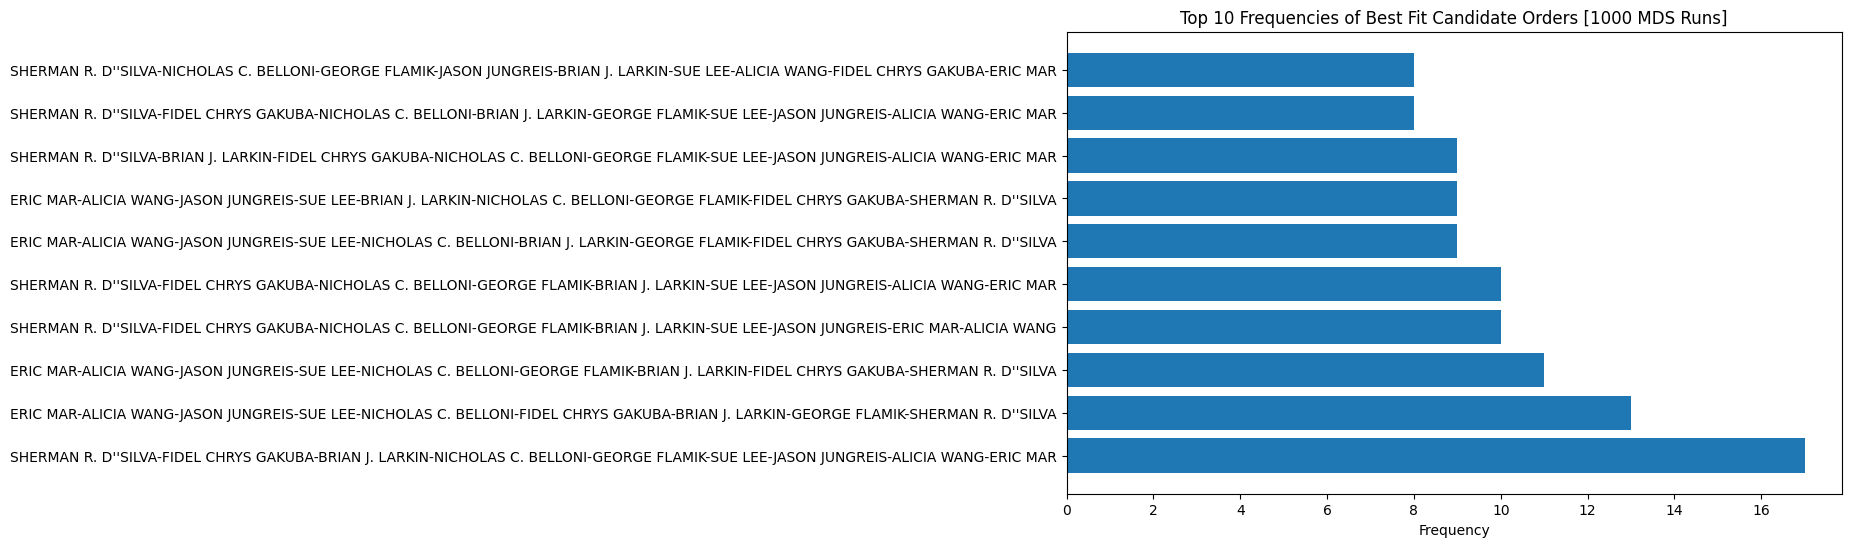 Top 10 Frequencies of Best Fit Candidate Orders [1000 MDS Runs]
SHERMAN R. D''SILVA-NICHOLAS C. BELLONI-GEORGE FLAMIK-JASON JUNGREIS-BRIAN J. LARKIN-SUE LEE-ALICIA WANG-FIDEL CHRYS GAKUBA-ERIC MAR
SHERMAN R. D''SILVA-FIDEL CHRYS GAKUBA-NICHOLAS C. BELLONI-BRIAN J. LARKIN-GEORGE FLAMIK-SUE LEE-JASON JUNGREIS-ALICIA WANG-ERIC MAR
SHERMAN R. D''SILVA-BRIAN J. LARKIN-FIDEL CHRYS GAKUBA-NICHOLAS C. BELLONI-GEORGE FLAMIK-SUE LEE-JASON JUNGREIS-ALICIA WANG-ERIC MAR
ERIC MAR-ALICIA WANG-JASON JUNGREIS-SUE LEE-BRIAN J. LARKIN-NICHOLAS C. BELLONI-GEORGE FLAMIK-FIDEL CHRYS GAKUBA-SHERMAN R. D''SILVA
ERIC MAR-ALICIA WANG-JASON JUNGREIS-SUE LEE-NICHOLAS C. BELLONI-BRIAN J. LARKIN-GEORGE FLAMIK-FIDEL CHRYS GAKUBA-SHERMAN R. D''SILVA
SHERMAN R. D''SILVA-FIDEL CHRYS GAKUBA-NICHOLAS C. BELLONI-GEORGE FLAMIK-BRIAN J. LARKIN-SUE LEE-JASON JUNGREIS-ALICIA WANG-ERIC MAR
SHERMAN R. D''SILVA-FIDEL CHRYS GAKUBA-NICHOLAS C. BELLONI-GEORGE FLAMIK-BRIAN J. LARKIN-SUE LEE-JASON JUNGREIS-ERIC MAR-ALICIA WANG
ERIC MAR-ALICIA WANG-JASON JUNGREIS-SUE LEE-NICHOLAS C. BELLONI-GEORGE FLAMIK-BRIAN J. LARKIN-FIDEL CHRYS GAKUBA-SHERMAN R. D''SILVA
ERIC MAR-ALICIA WANG-JASON JUNGREIS-SUE LEE-NICHOLAS C. BELLONI-FIDEL CHRYS GAKUBA-BRIAN J. LARKIN-GEORGE FLAMIK-SHERMAN R. D''SILVA
SHERMAN R. D''SILVA-FIDEL CHRYS GAKUBA-BRIAN J. LARKIN-NICHOLAS C. BELLONI-GEORGE FLAMIK-SUE LEE-JASON JUNGREIS-ALICIA WANG-ERIC MAR
0 2 4 6 8 10 12 14 16
Frequency